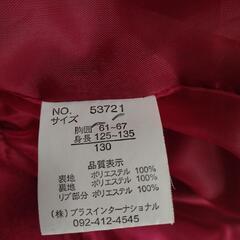 NO. 53721
サイズ
胸囲 61~67
身長 125~135
130
品質表示
表地 ポリエステル 100%
裏地 ポリエステル 100%
リブ部分 ポリエステル 100%
(株) プラスインターナショナル
092-412-4545